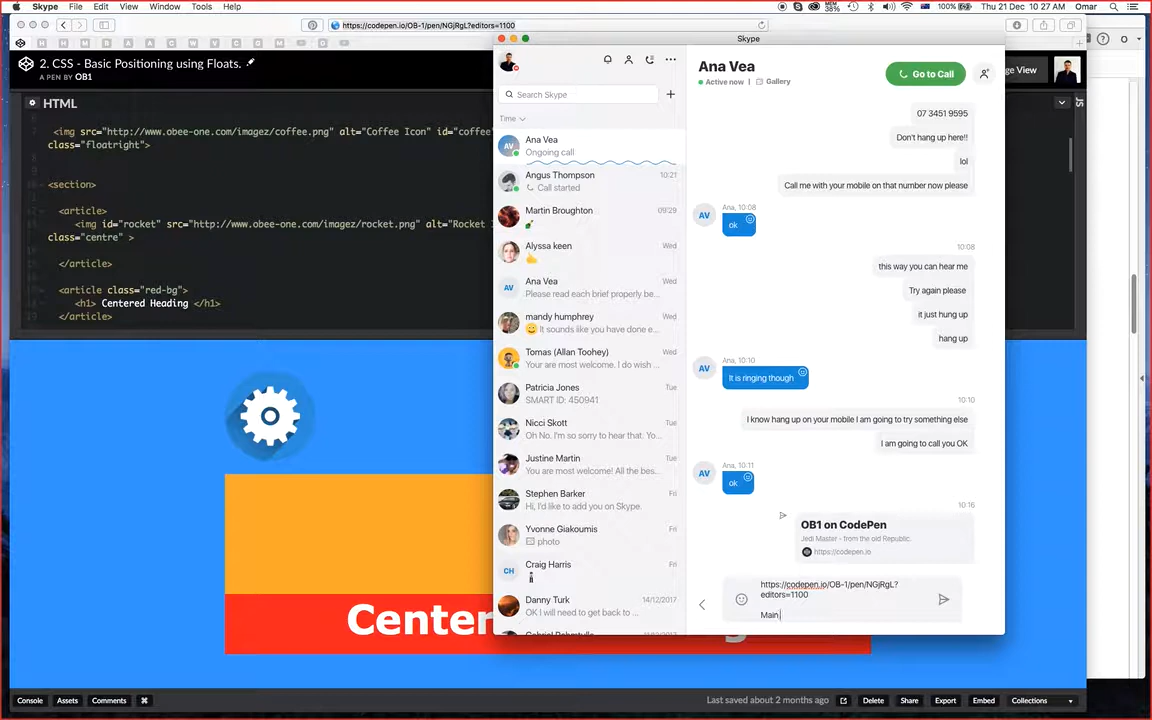 Skype File Edit View Window Tools Help
100% Thu 21 Dec 10:27 AM Omar
https://codepen.io/OB-1/pen/NGjRgL?editors=1100
2. CSS - Basic Positioning using Floats.
A PEN BY OB1
HTML
<img src="http://www.obee-one.com/imagez/coffee.png" alt="Coffee Icon" id="coffee
class="floatright">
<section>
<article>
<img id="rocket" src="http://www.obee-one.com/imagez/rocket.png" alt="Rocket
class="centre" >
</article>
<article class="red-bg">
<h1> Centered Heading </h1>
</article>
JS
ge View
Center
g
Console Assets Comments ⌘
Last saved about 2 months ago
Delete Share Export Embed Collections
Skype
Search Skype
Time
AV Ana Vea
Ongoing call
Angus Thompson 10:21
Call started
Martin Broughton 09:29
Alyssa keen Wed
AV Ana Vea Wed
Please read each brief properly be...
mandy humphrey Wed
It sounds like you have done e...
Tomas (Allan Toohey) Wed
Your are most welcome. I do wish ...
Patricia Jones Tue
SMART ID: 450941
Nicci Skott Tue
Oh No. I'm so sorry to hear that. Yo...
Justine Martin Tue
You are most welcome! All the bes...
Stephen Barker Fri
Hi, I'd like to add you on Skype.
Yvonne Giakoumis Fri
photo
CH Craig Harris Fri
Danny Turk 14/12/2017
OK I will need to get back to ...
Ana Vea
Active now | Gallery
Go to Call
07 3451 9595
Don't hang up here!!
lol
Call me with your mobile on that number now please
Ana, 10:08
AV ok
10:08
this way you can hear me
Try again please
it just hung up
hang up
Ana, 10:10
AV It is ringing though
10:10
I know hang up on your mobile I am going to try something else
I am going to call you OK
Ana, 10:11
AV ok
10:16
OB1 on CodePen
Jedi Master - from the old Republic.
https://codepen.io
https://codepen.io/OB-1/pen/NGjRgL?
editors=1100
Main